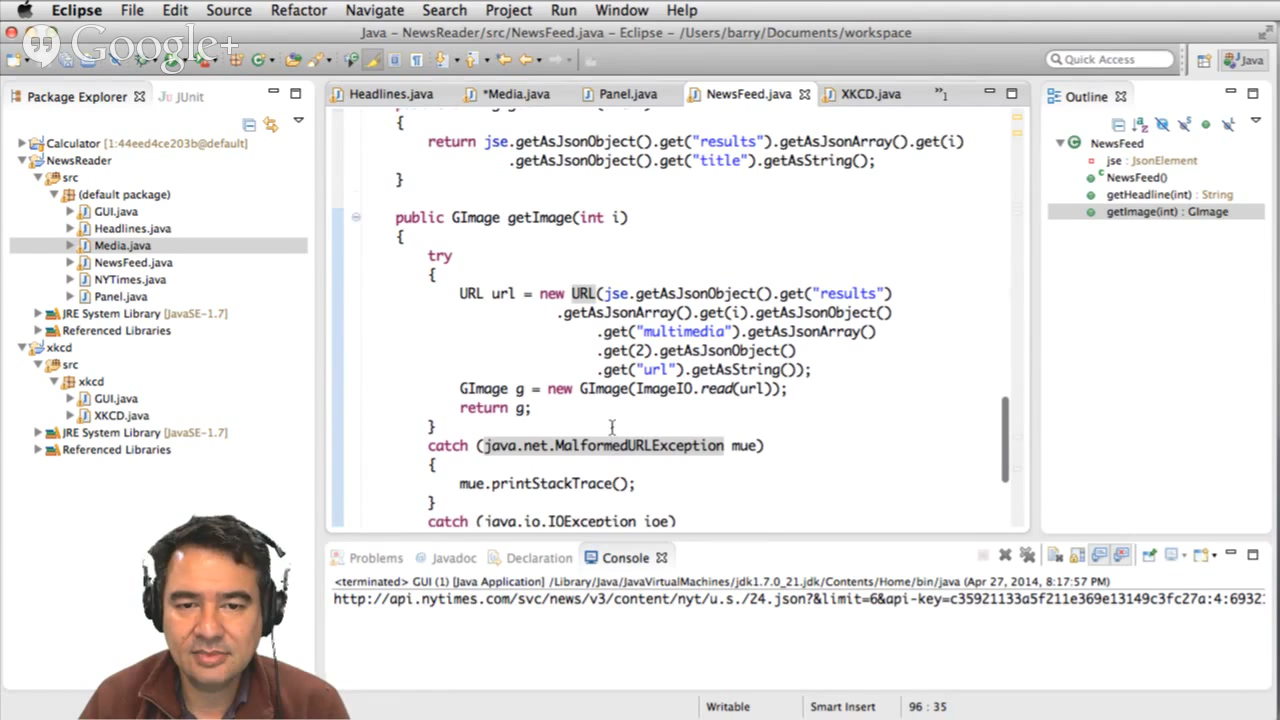 Eclipse File Edit Source Refactor Navigate Search Project Run Window Help
Java - NewsReader/src/NewsFeed.java - Eclipse - /Users/barry/Documents/workspace
Google+
Quick Access
Java
Package Explorer
JUnit
Calculator [1:44eed4ce203b@default]
NewsReader
src
(default package)
GUI.java
Headlines.java
Media.java
NewsFeed.java
NYTimes.java
Panel.java
JRE System Library [JavaSE-1.7]
Referenced Libraries
xkcd
src
xkcd
GUI.java
XKCD.java
JRE System Library [JavaSE-1.7]
Referenced Libraries
Headlines.java *Media.java Panel.java NewsFeed.java XKCD.java »1
{
return jse.getAsJsonObject().get("results").getAsJsonArray().get(i)
.getAsJsonObject().get("title").getAsString();
}
public GImage getImage(int i)
{
try
{
URL url = new URL(jse.getAsJsonObject().get("results")
.getAsJsonArray().get(i).getAsJsonObject()
.get("multimedia").getAsJsonArray()
.get(2).getAsJsonObject()
.get("url").getAsString());
GImage g = new GImage(ImageIO.read(url));
return g;
}
catch (java.net.MalformedURLException mue)
{
mue.printStackTrace();
}
catch (java.io.IOException ioe)
Outline
NewsFeed
jse : JsonElement
NewsFeed()
getHeadline(int) : String
getImage(int) : GImage
Problems @ Javadoc Declaration Console
<terminated> GUI (1) [Java Application] /Library/Java/JavaVirtualMachines/jdk1.7.0_21.jdk/Contents/Home/bin/java (Apr 27, 2014, 8:17:57 PM)
http://api.nytimes.com/svc/news/v3/content/nyt/u.s./24.json?&limit=6&api-key=c35921133a5f211e369e13149c3fc27a:4:6932
Writable Smart Insert 96 : 35